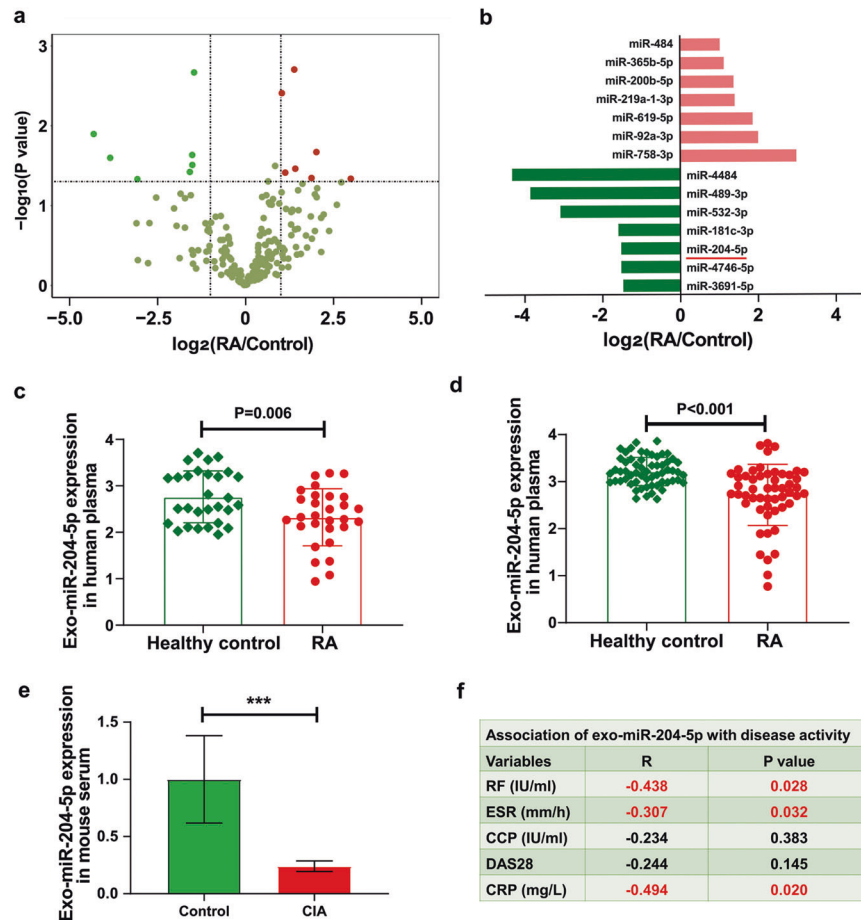 a
3
2
1
0
−log10(P value)
−5.0
−2.5
0.0
2.5
5.0
log2(RA/Control)
b
miR-484
miR-365b-5p
miR-200b-5p
miR-219a-1-3p
miR-619-5p
miR-92a-3p
miR-758-3p
miR-4484
miR-489-3p
miR-532-3p
miR-181c-3p
miR-204-5p
miR-4746-5p
miR-3691-5p
-4
-2
0
2
4
log2(RA/Control)
c
P=0.006
Exo-miR-204-5p expression
in human plasma
4
3
2
1
0
Healthy control
RA
d
P<0.001
Exo-miR-204-5p expression
in human plasma
5
4
3
2
1
0
Healthy control
RA
e
***
Exo-miR-204-5p expression
in mouse serum
1.5
1.0
0.5
0.0
Control
CIA
f
Association of exo-miR-204-5p with disease activity
Variables R P value
RF (IU/ml) -0.438 0.028
ESR (mm/h) -0.307 0.032
CCP (IU/ml) -0.234 0.383
DAS28 -0.244 0.145
CRP (mg/L) -0.494 0.020